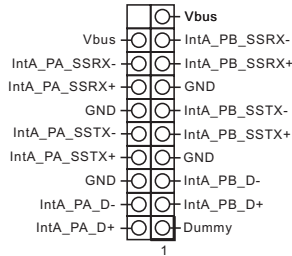 Vbus
Vbus IntA_PB_SSRX-
IntA_PA_SSRX- IntA_PB_SSRX+
IntA_PA_SSRX+ GND
GND IntA_PB_SSTX-
IntA_PA_SSTX- IntA_PB_SSTX+
IntA_PA_SSTX+ GND
GND IntA_PB_D-
IntA_PA_D- IntA_PB_D+
IntA_PA_D+ Dummy
1